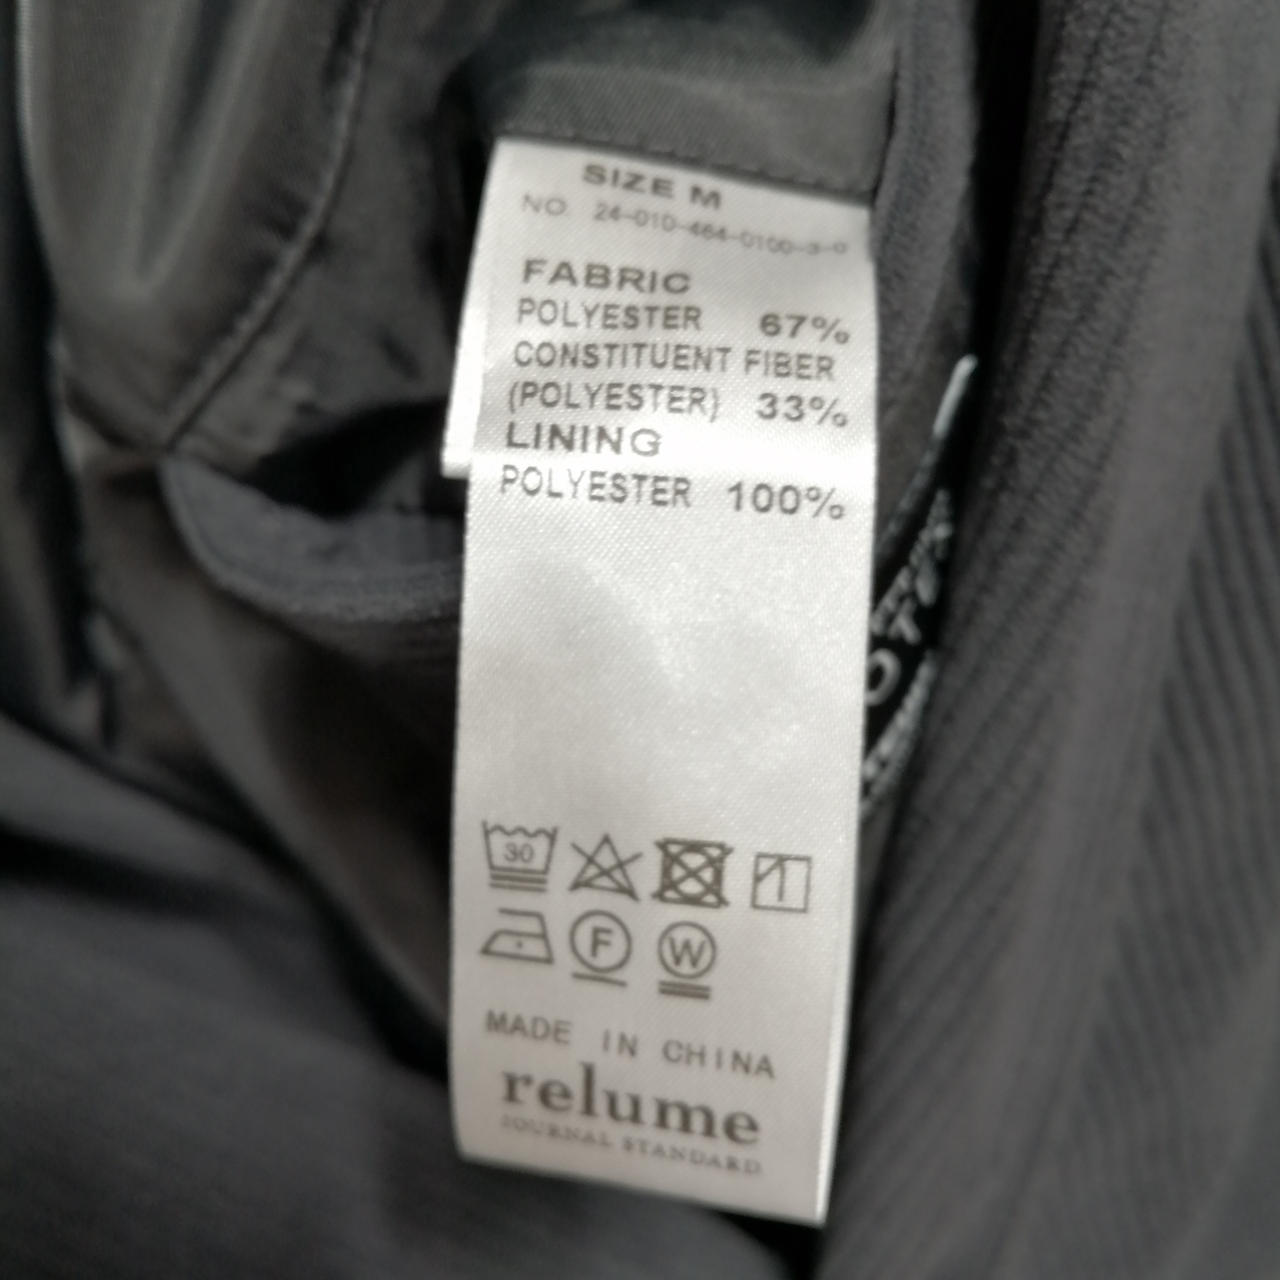 SIZE M
NO. 24-010-464-0100-3-0
FABRIC
POLYESTER 67%
CONSTITUENT FIBER
(POLYESTER) 33%
LINING
POLYESTER 100%
30
F W
MADE IN CHINA
relume
JOURNAL STANDARD